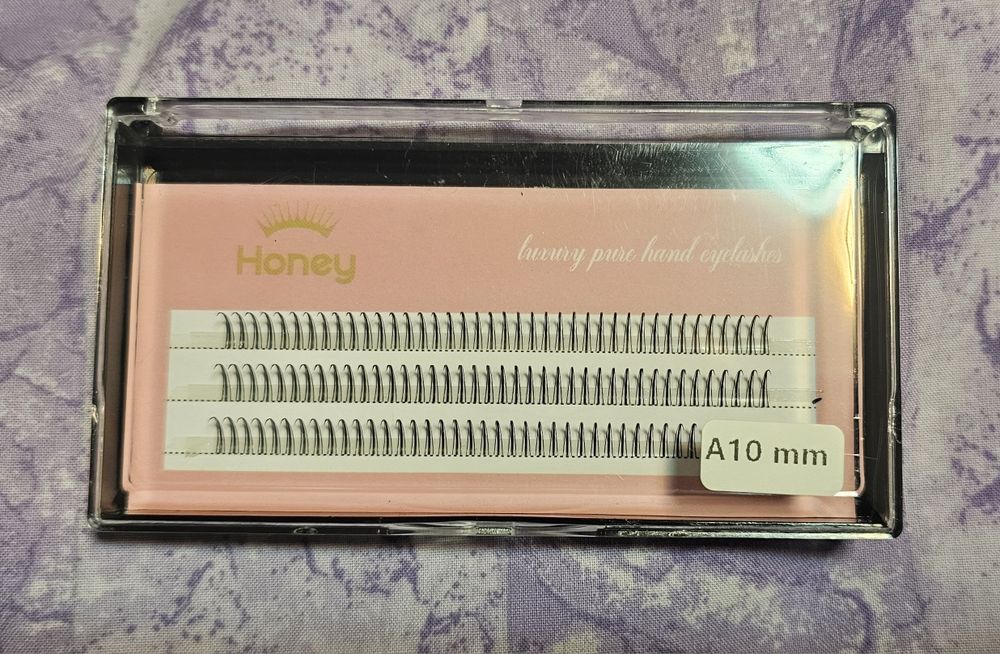 Honey
luxury pure hand eyelashes
A10 mm